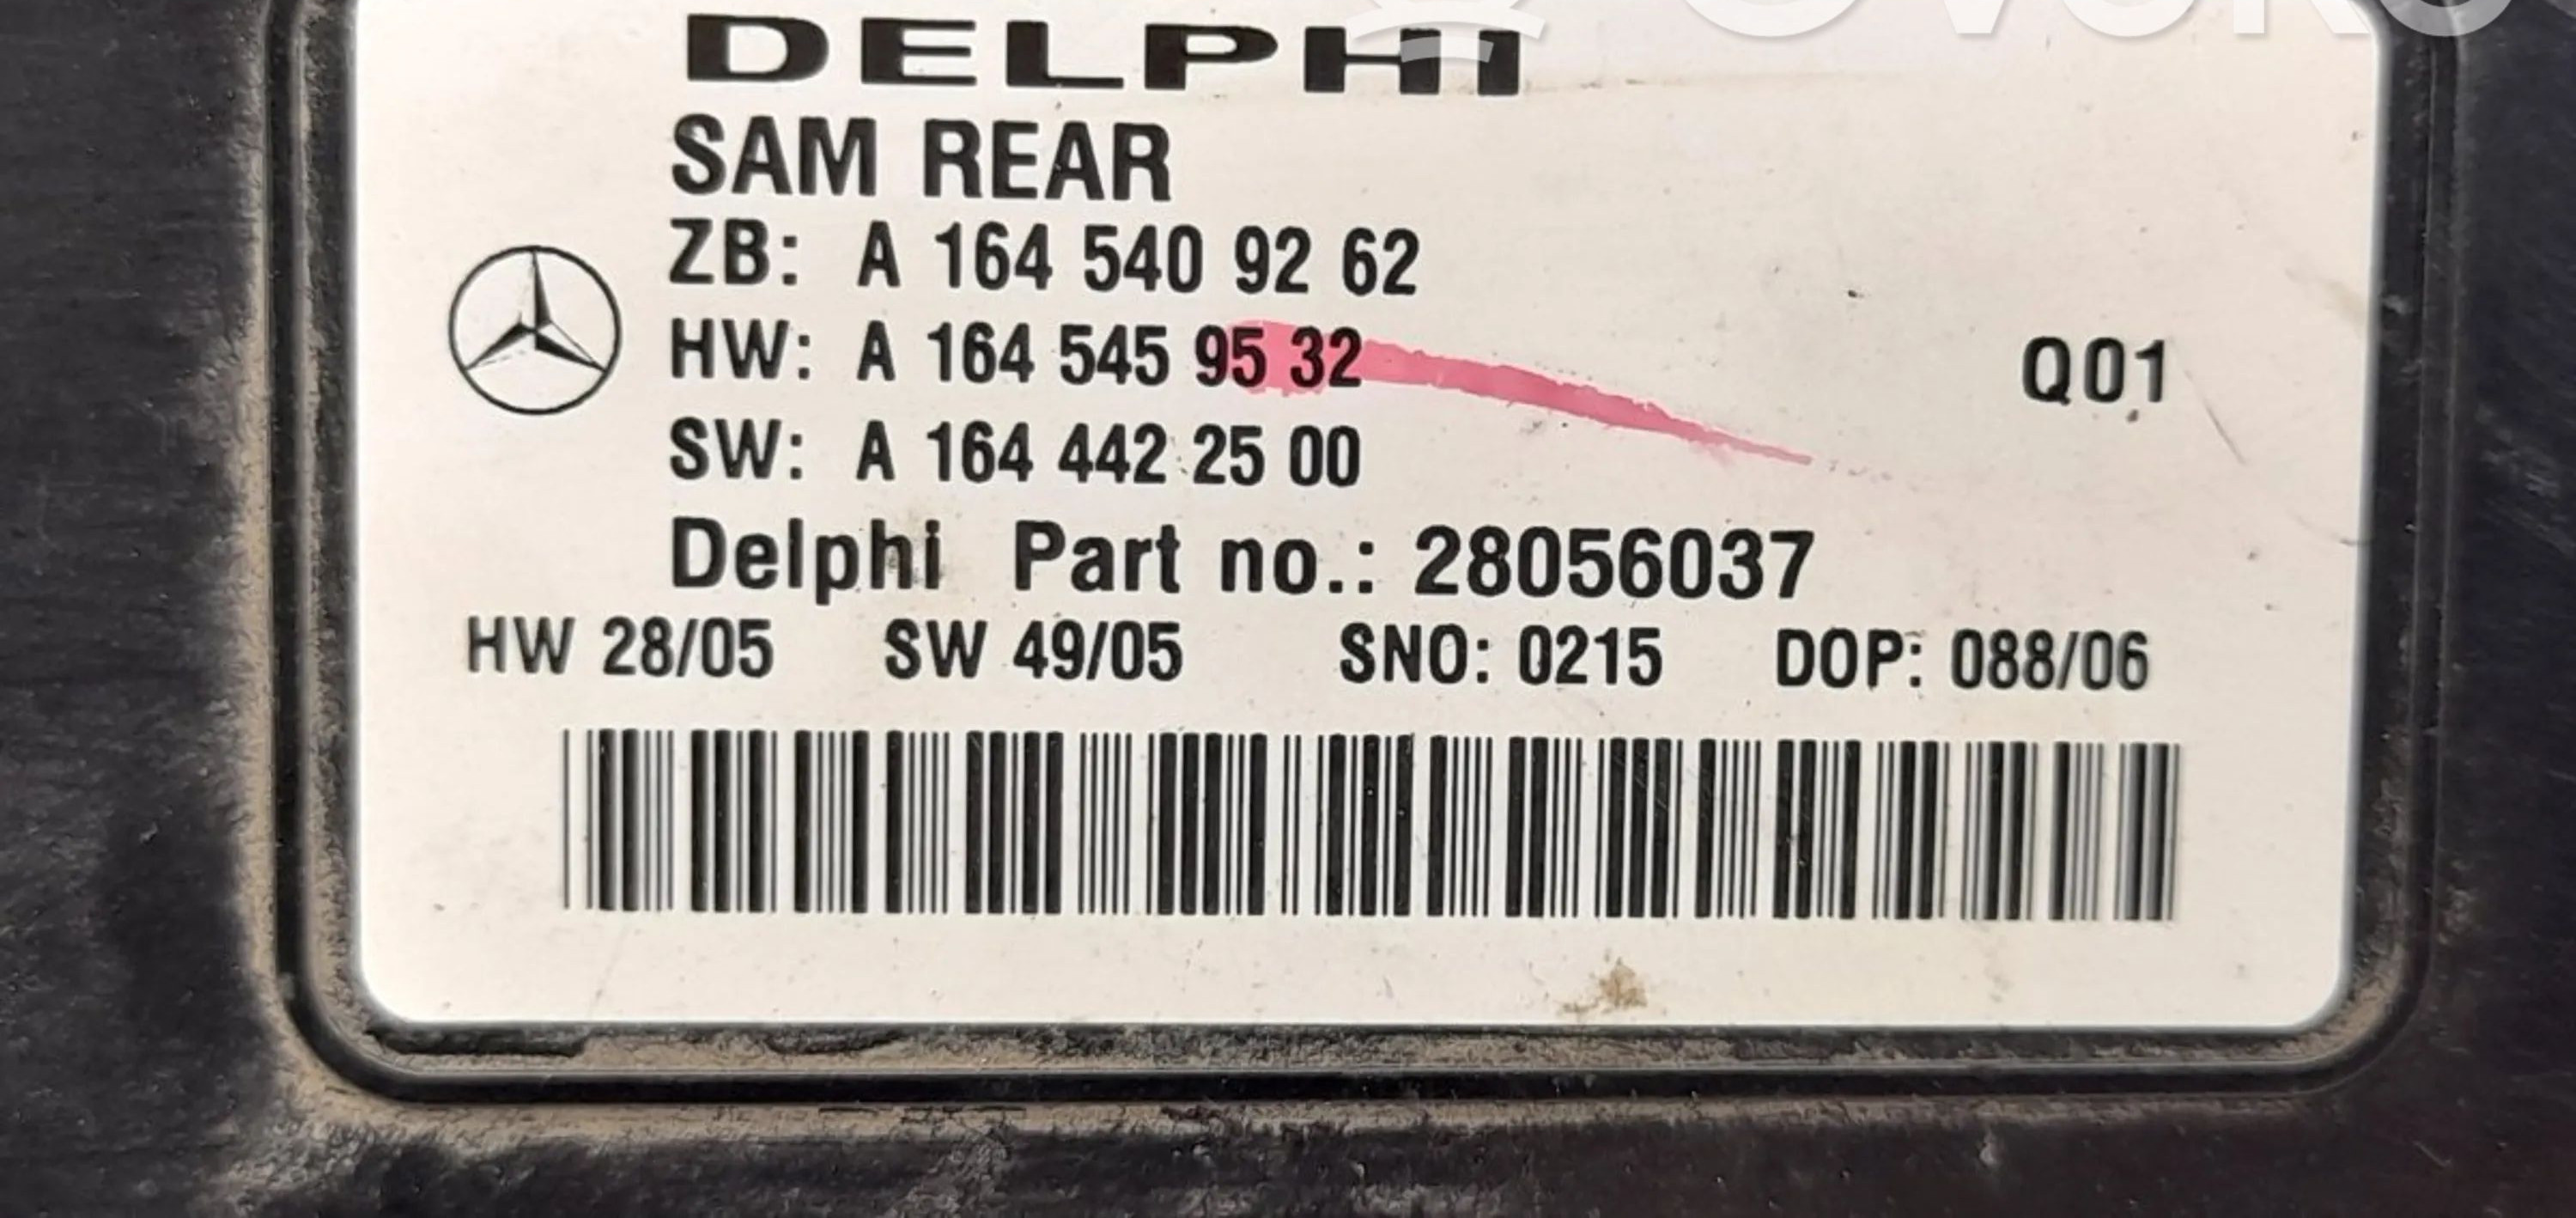 DELPHI
SAM REAR
ZB: A 164 540 92 62
HW: A 164 545 95 32
Q01
SW: A 164 442 25 00
Delphi Part no.: 28056037
HW 28/05 SW 49/05 SNO: 0215 DOP: 088/06